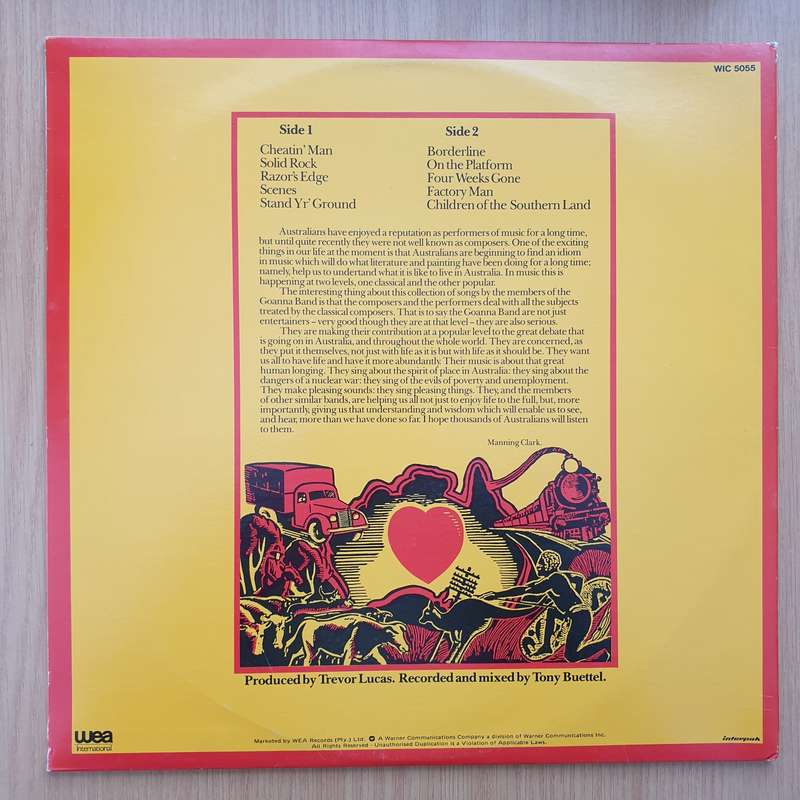 WIC 5055
Side 1
Cheatin' Man
Solid Rock
Razor's Edge
Scenes
Stand Yr' Ground
Side 2
Borderline
On the Platform
Four Weeks Gone
Factory Man
Children of the Southern Land
Australians have enjoyed a reputation as performers of music for a long time,
but until quite recently they were not well known as composers. One of the exciting
things in our life at the moment is that Australians are beginning to find an idiom
in music which will do what literature and painting have been doing for a long time;
namely, help us to undertand what it is like to live in Australia. In music this is
happening at two levels, one classical and the other popular.
The interesting thing about this collection of songs by the members of the
Goanna Band is that the composers and the performers deal with all the subjects
treated by the classical composers. That is to say the Goanna Band are not just
entertainers – very good though they are at that level – they are also serious.
They are making their contribution at a popular level to the great debate that
is going on in Australia, and throughout the whole world. They are concerned, as
they put it themselves, not just with life as it is but with life as it should be. They want
us all to have life and have it more abundantly. Their music is about that great
human longing. They sing about the spirit of place in Australia: they sing about the
dangers of a nuclear war: they sing of the evils of poverty and unemployment.
They make pleasing sounds: they sing pleasing things. They, and the members
of other similar bands, are helping us all not just to enjoy life to the full, but, more
importantly, giving us that understanding and wisdom which will enable us to see,
and hear, more than we have done so far. I hope thousands of Australians will listen
to them.
Manning Clark.
Produced by Trevor Lucas. Recorded and mixed by Tony Buettel.
wea
International
Marketed by WEA Records (Pty.) Ltd. A Warner Communications Company a division of Warner Communications Inc.
All Rights Reserved · Unauthorised Duplication is a Violation of Applicable Laws.
interpak